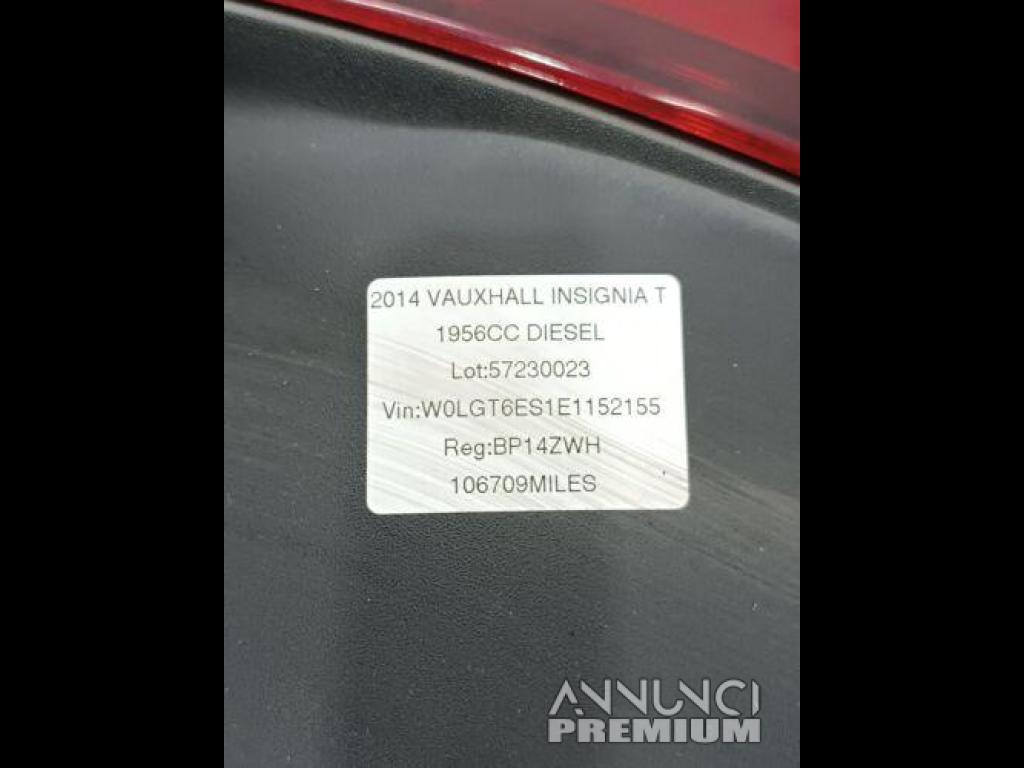 2014 VAUXHALL INSIGNIA T
1956CC DIESEL
Lot:57230023
Vin:W0LGT6ES1E1152155
Reg:BP14ZWH
106709MILES
ANNUNCI
PREMIUM